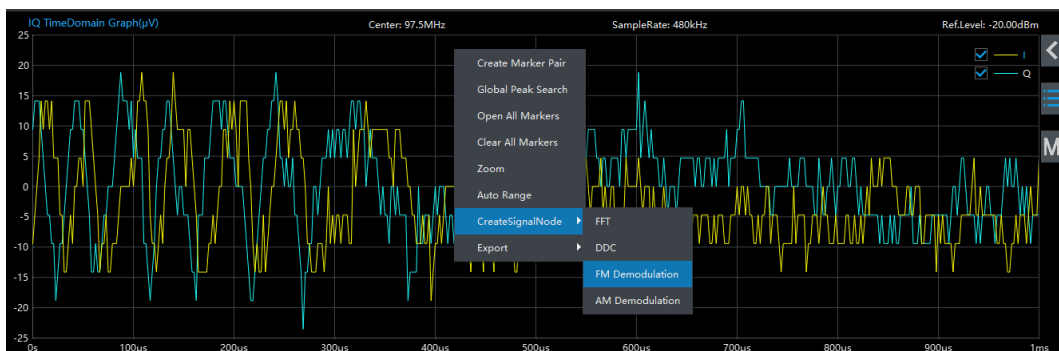 IQ TimeDomain Graph(μV) Center: 97.5MHz SampleRate: 480kHz Ref.Level: -20.00dBm
25
20
15
10
5
0
-5
-10
-15
-20
-25
I
Q
M
Create Marker Pair
Global Peak Search
Open All Markers
Clear All Markers
Zoom
Auto Range
CreateSignalNode
Export
FFT
DDC
FM Demodulation
AM Demodulation
0s 100us 200us 300us 400us 500us 600us 700us 800us 900us 1ms